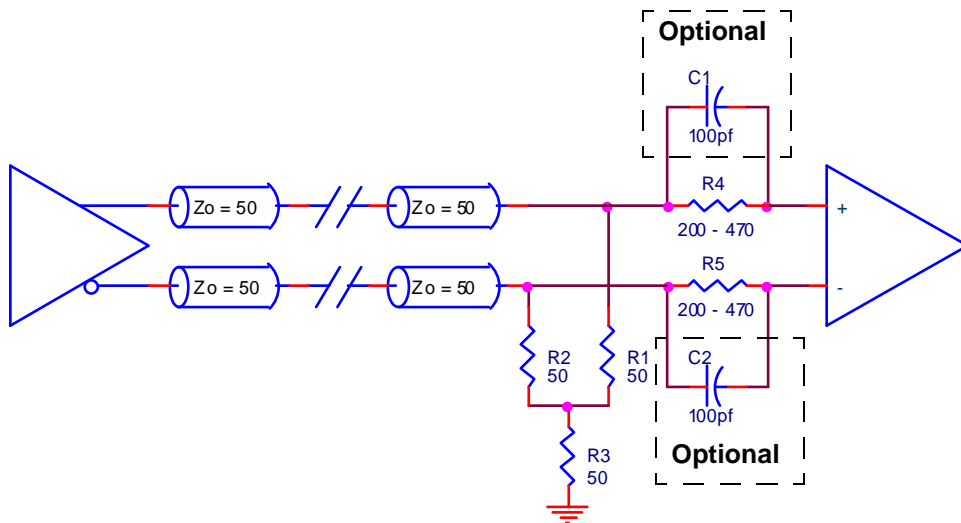 Optional
C1
100pf
R4
200 - 470
Zo = 50
Zo = 50
+
R5
200 - 470
Zo = 50
Zo = 50
-
R2
50
R1
50
C2
100pf
R3
50
Optional